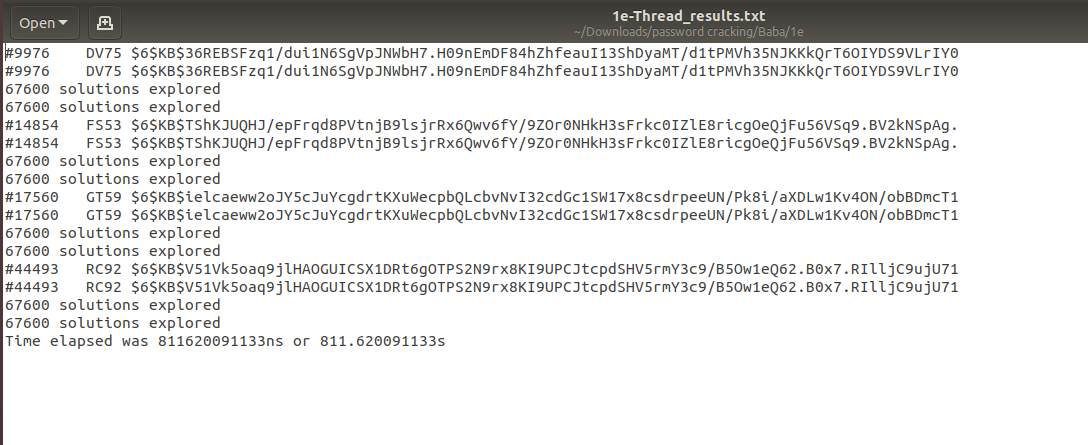 Open
1e-Thread_results.txt
~/Downloads/password cracking/Baba/1e
#9976 DV75 $6$KB$36REBSFzq1/dui1N6SgVpJNWbH7.H09nEmDF84hZhfeauI13ShDyaMT/d1tPMVh35NJKKkQrT6OIYDS9VLrIY0
#9976 DV75 $6$KB$36REBSFzq1/dui1N6SgVpJNWbH7.H09nEmDF84hZhfeauI13ShDyaMT/d1tPMVh35NJKKkQrT6OIYDS9VLrIY0
67600 solutions explored
67600 solutions explored
#14854 FS53 $6$KB$TShKJUQHJ/epFrqd8PVtnjB9lsjrRx6Qwv6fY/9ZOr0NHkH3sFrkc0IZlE8ricgOeQjFu56VSq9.BV2kNSpAg.
#14854 FS53 $6$KB$TShKJUQHJ/epFrqd8PVtnjB9lsjrRx6Qwv6fY/9ZOr0NHkH3sFrkc0IZlE8ricgOeQjFu56VSq9.BV2kNSpAg.
67600 solutions explored
67600 solutions explored
#17560 GT59 $6$KB$ielcaeww2oJY5cJuYcgdrtKXuWecpbQLcbvNvI32cdGc1SW17x8csdrpeeUN/Pk8i/aXDLw1Kv4ON/obBDmcT1
#17560 GT59 $6$KB$ielcaeww2oJY5cJuYcgdrtKXuWecpbQLcbvNvI32cdGc1SW17x8csdrpeeUN/Pk8i/aXDLw1Kv4ON/obBDmcT1
67600 solutions explored
67600 solutions explored
#44493 RC92 $6$KB$V51Vk5oaq9jlHAOGUICSX1DRt6gOTPS2N9rx8KI9UPCJtcpdSHV5rmY3c9/B5Ow1eQ62.B0x7.RIlljC9ujU71
#44493 RC92 $6$KB$V51Vk5oaq9jlHAOGUICSX1DRt6gOTPS2N9rx8KI9UPCJtcpdSHV5rmY3c9/B5Ow1eQ62.B0x7.RIlljC9ujU71
67600 solutions explored
67600 solutions explored
Time elapsed was 811620091133ns or 811.620091133s